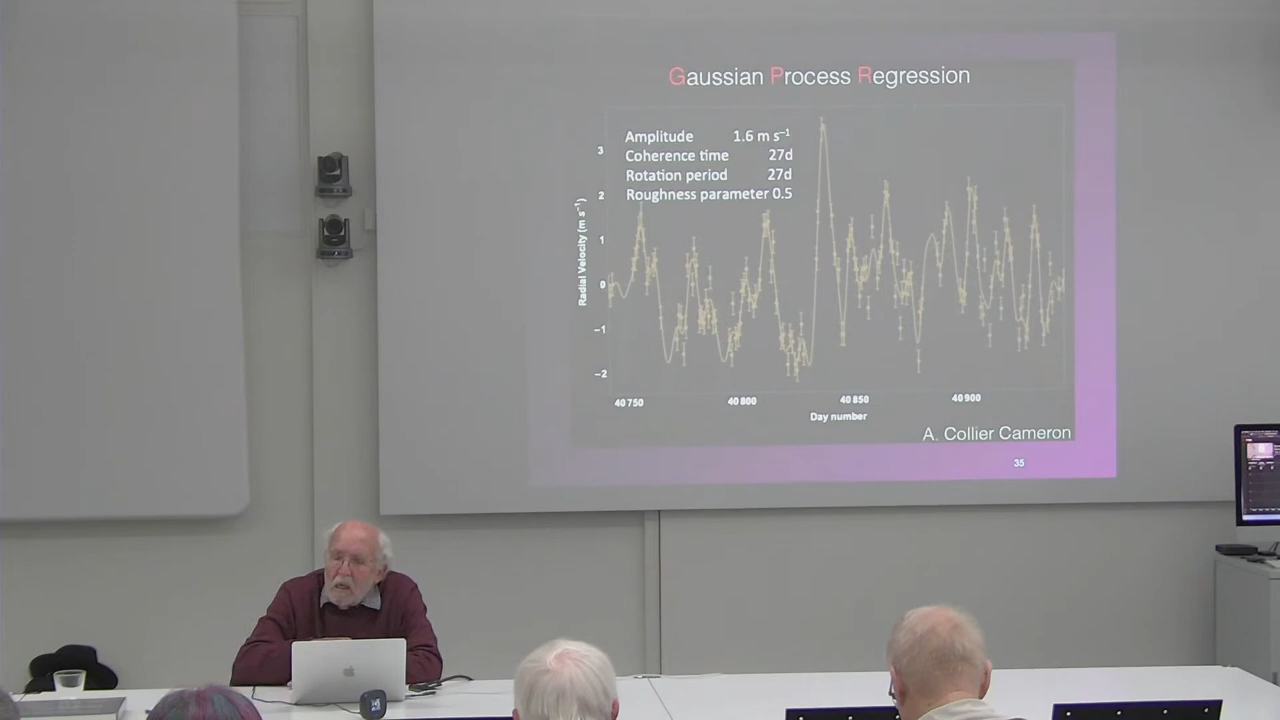 Gaussian Process Regression
Amplitude 1.6 m s⁻¹
Coherence time 27d
Rotation period 27d
Roughness parameter 0.5
3
2
1
0
−1
−2
Radial Velocity (m s⁻¹)
40 750 40 800 40 850 40 900
Day number
A. Collier Cameron
35